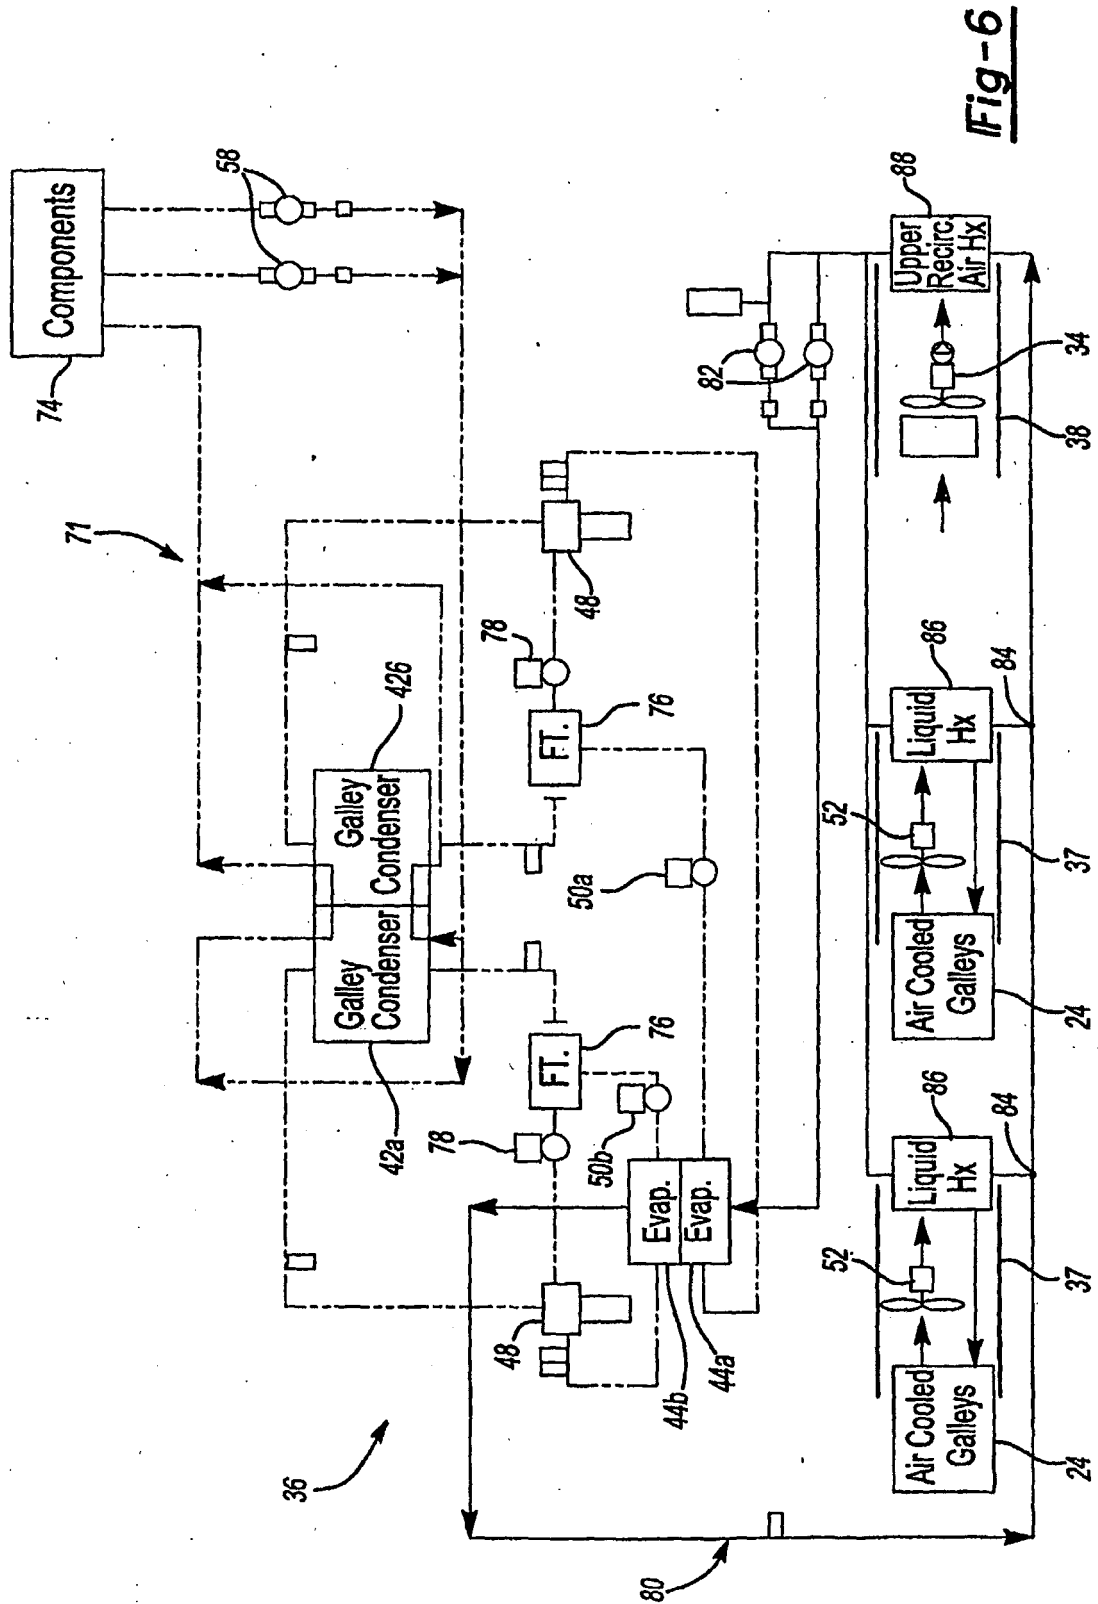 Components
74
58
71
Galley
Condenser
Galley
Condenser
42a
426
78
FT.
76
48
78
FT.
76
48
50a
50b
Evap.
Evap.
44b
44a
36
80
82
Upper
Recirc.
Air Hx
88
34
38
Liquid
Hx
86
84
52
37
Air Cooled
Galleys
24
Liquid
Hx
86
84
52
37
Air Cooled
Galleys
24
Fig-6